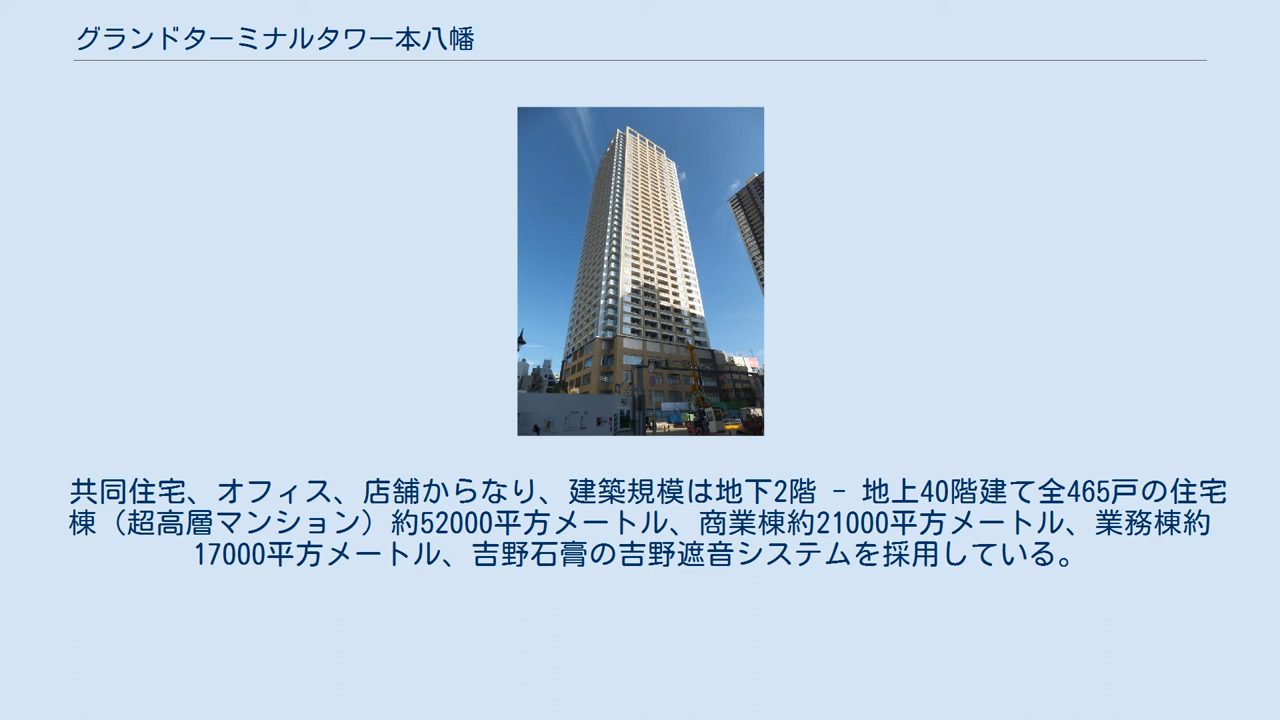 グランドターミナルタワー本八幡
共同住宅、オフィス、店舗からなり、建築規模は地下2階 - 地上40階建て全465戸の住宅
棟（超高層マンション）約52000平方メートル、商業棟約21000平方メートル、業務棟約
17000平方メートル、吉野石膏の吉野遮音システムを採用している。